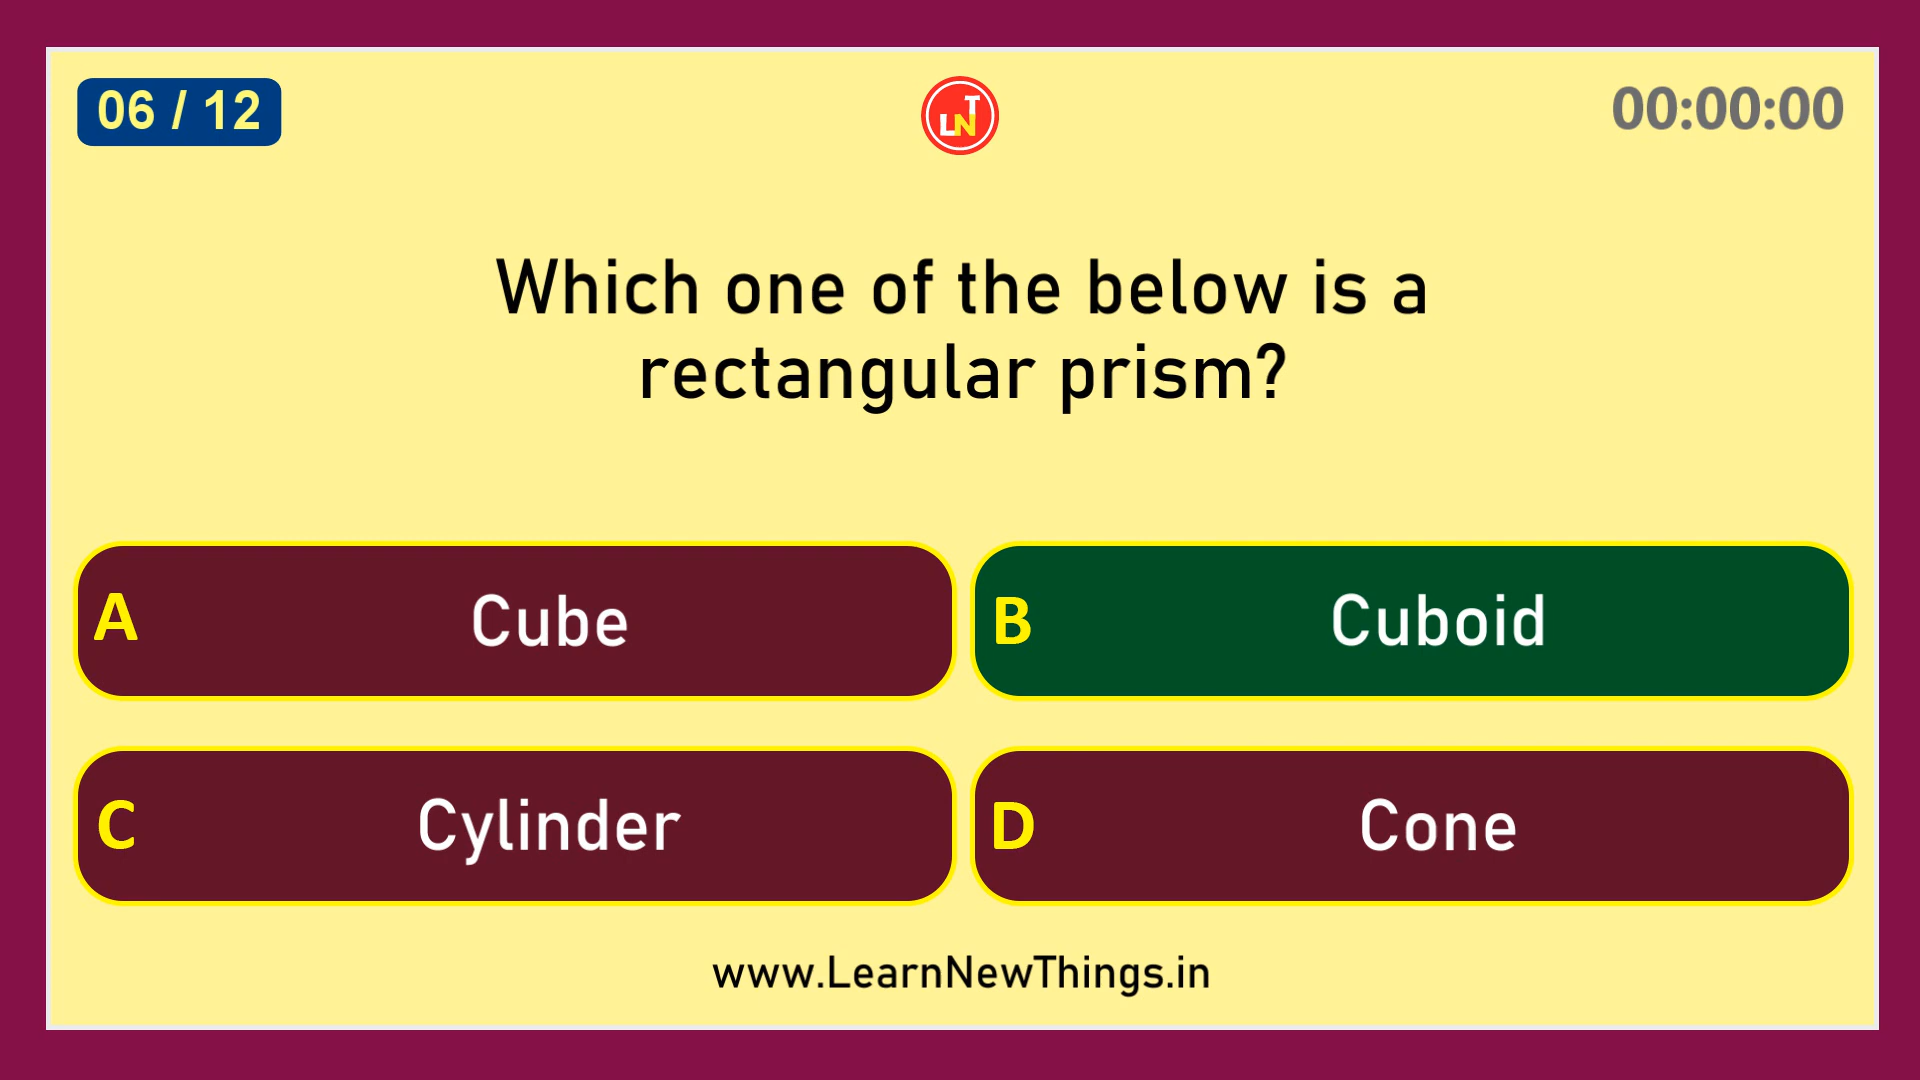 06 / 12
LNT
00:00:00
Which one of the below is a
rectangular prism?
A Cube
B Cuboid
C Cylinder
D Cone
www.LearnNewThings.in